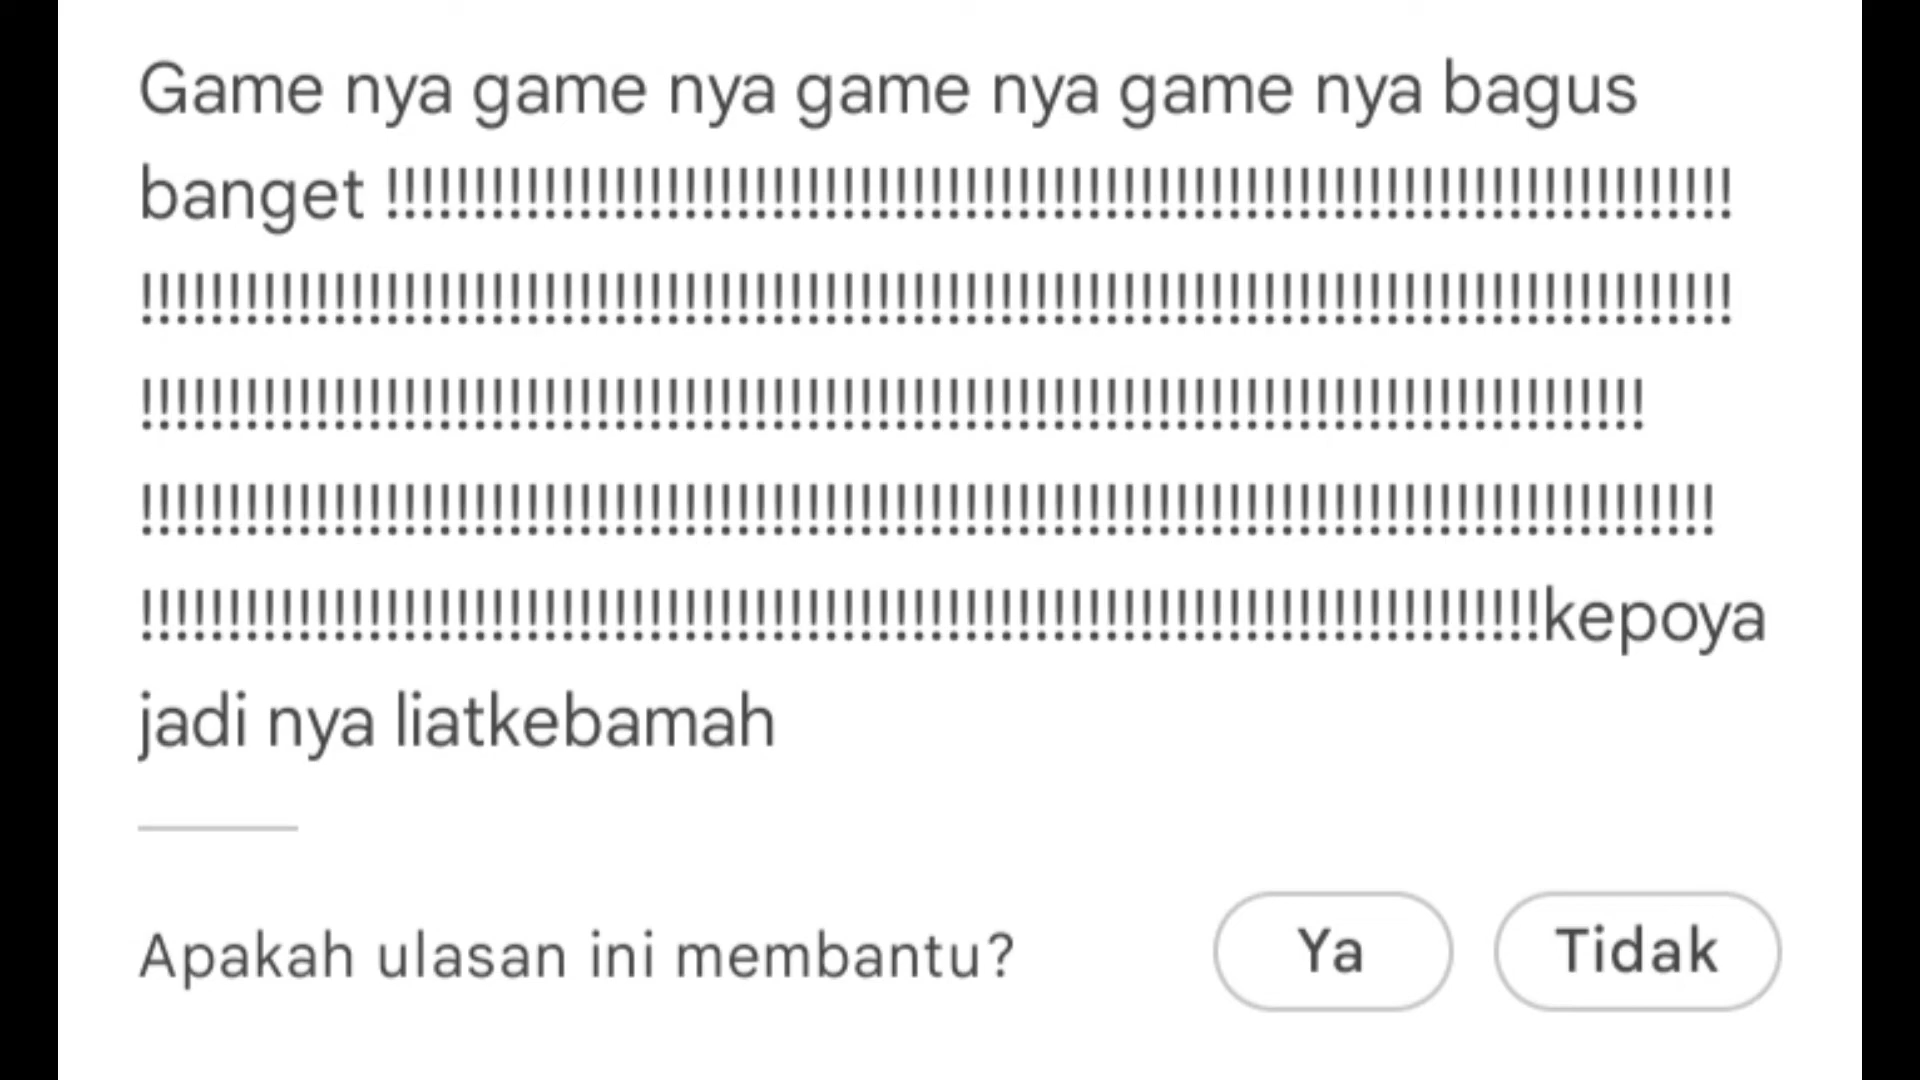 Game nya game nya game nya game nya bagus
banget !!!!!!!!!!!!!!!!!!!!!!!!!!!!!!!!!!!!!!!!!!!!!!!!!!!!!!!!!!!!!!!!!!!!!!!!!!!!!
!!!!!!!!!!!!!!!!!!!!!!!!!!!!!!!!!!!!!!!!!!!!!!!!!!!!!!!!!!!!!!!!!!!!!!!!!!!!!!!!!!!!!!!!!!!
!!!!!!!!!!!!!!!!!!!!!!!!!!!!!!!!!!!!!!!!!!!!!!!!!!!!!!!!!!!!!!!!!!!!!!!!!!!!!!!!!!!!!!
!!!!!!!!!!!!!!!!!!!!!!!!!!!!!!!!!!!!!!!!!!!!!!!!!!!!!!!!!!!!!!!!!!!!!!!!!!!!!!!!!!!!!!!!!!
!!!!!!!!!!!!!!!!!!!!!!!!!!!!!!!!!!!!!!!!!!!!!!!!!!!!!!!!!!!!!!!!!!!!!!!!!!!!!!!!kepoya
jadi nya liatkebamah
Apakah ulasan ini membantu? Ya Tidak